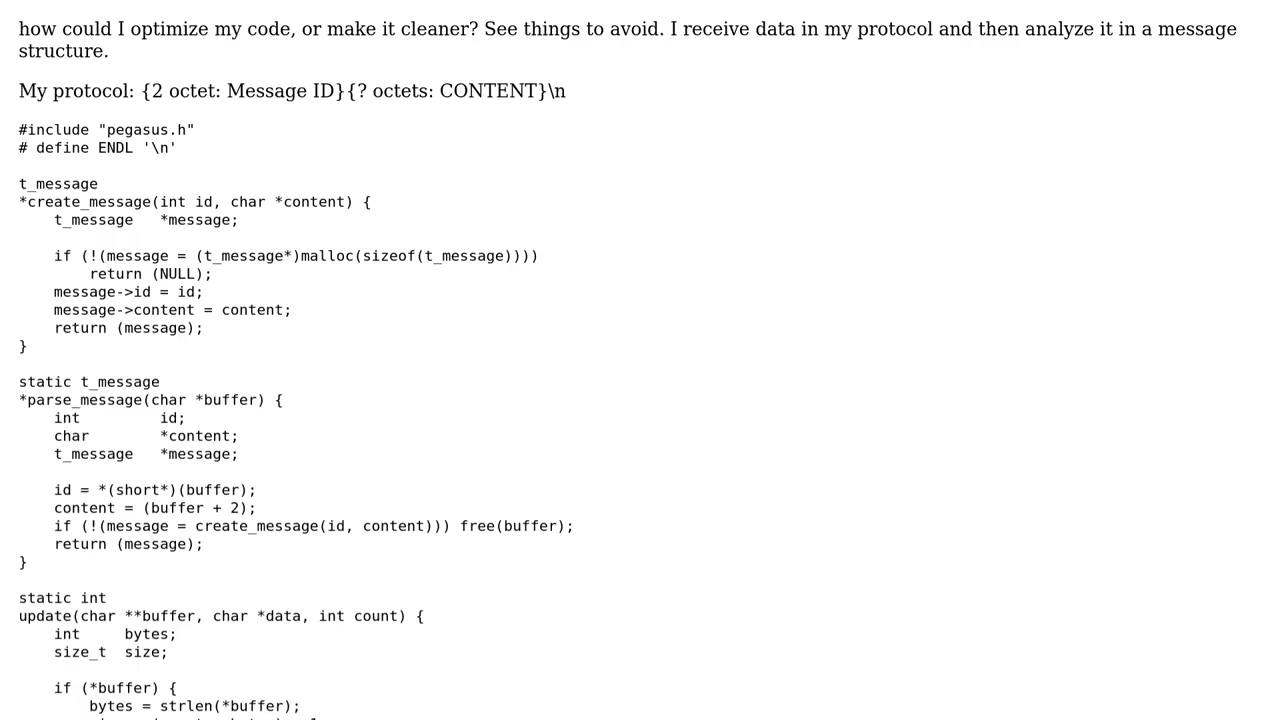 how could I optimize my code, or make it cleaner? See things to avoid. I receive data in my protocol and then analyze it in a message
structure.
My protocol: {2 octet: Message ID}{? octets: CONTENT}\n
#include "pegasus.h"
# define ENDL '\n'
t_message
*create_message(int id, char *content) {
    t_message   *message;
    if (!(message = (t_message*)malloc(sizeof(t_message))))
        return (NULL);
    message->id = id;
    message->content = content;
    return (message);
}
static t_message
*parse_message(char *buffer) {
    int         id;
    char        *content;
    t_message   *message;
    id = *(short*)(buffer);
    content = (buffer + 2);
    if (!(message = create_message(id, content))) free(buffer);
    return (message);
}
static int
update(char **buffer, char *data, int count) {
    int     bytes;
    size_t  size;
    if (*buffer) {
        bytes = strlen(*buffer);